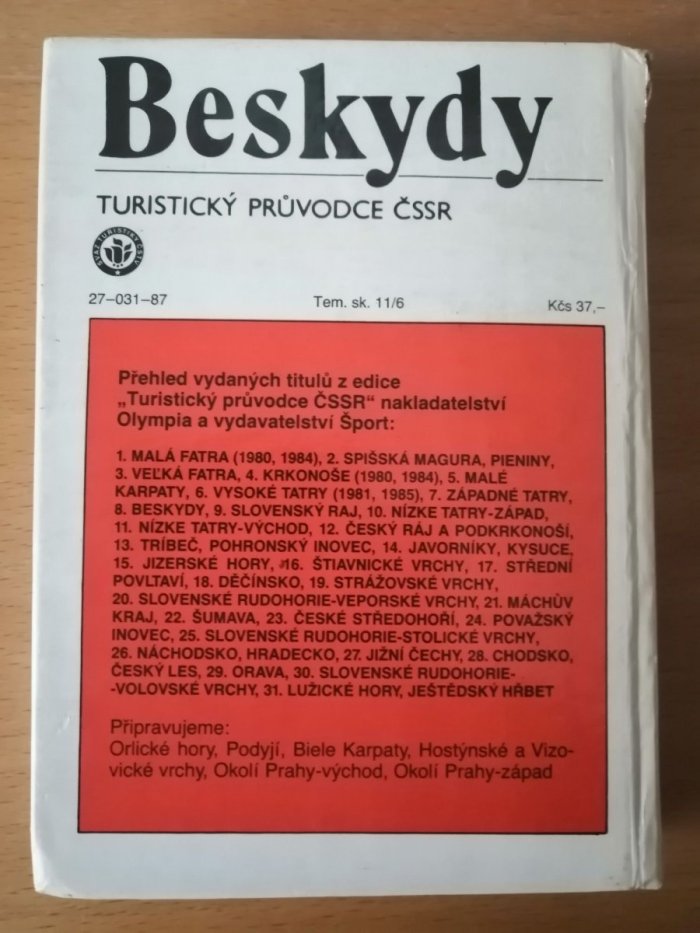 Beskydy
TURISTICKÝ PRŮVODCE ČSSR
SVAZ TURISTIKY ČSTV
27–031–87 Tem. sk. 11/6 Kčs 37,–
Přehled vydaných titulů z edice
„Turistický průvodce ČSSR“ nakladatelství
Olympia a vydavatelství Šport:
1. MALÁ FATRA (1980, 1984), 2. SPIŠSKÁ MAGURA, PIENINY,
3. VEĽKÁ FATRA, 4. KRKONOŠE (1980, 1984), 5. MALÉ
KARPATY, 6. VYSOKÉ TATRY (1981, 1985), 7. ZÁPADNÉ TATRY,
8. BESKYDY, 9. SLOVENSKÝ RAJ, 10. NÍZKE TATRY-ZÁPAD,
11. NÍZKE TATRY-VÝCHOD, 12. ČESKÝ RÁJ A PODKRKONOŠÍ,
13. TRÍBEČ, POHRONSKÝ INOVEC, 14. JAVORNÍKY, KYSUCE,
15. JIZERSKÉ HORY, 16. ŠTIAVNICKÉ VRCHY, 17. STŘEDNÍ
POVLTAVÍ, 18. DĚČÍNSKO, 19. STRÁŽOVSKÉ VRCHY,
20. SLOVENSKÉ RUDOHORIE-VEPORSKÉ VRCHY, 21. MÁCHŮV
KRAJ, 22. ŠUMAVA, 23. ČESKÉ STŘEDOHOŘÍ, 24. POVAŽSKÝ
INOVEC, 25. SLOVENSKÉ RUDOHORIE-STOLICKÉ VRCHY,
26. NÁCHODSKO, HRADECKO, 27. JIŽNÍ ČECHY, 28. CHODSKO,
ČESKÝ LES, 29. ORAVA, 30. SLOVENSKÉ RUDOHORIE-
-VOLOVSKÉ VRCHY, 31. LUŽICKÉ HORY, JEŠTĚDSKÝ HŘBET
Připravujeme:
Orlické hory, Podyjí, Biele Karpaty, Hostýnské a Vizo-
vické vrchy, Okolí Prahy-východ, Okolí Prahy-západ